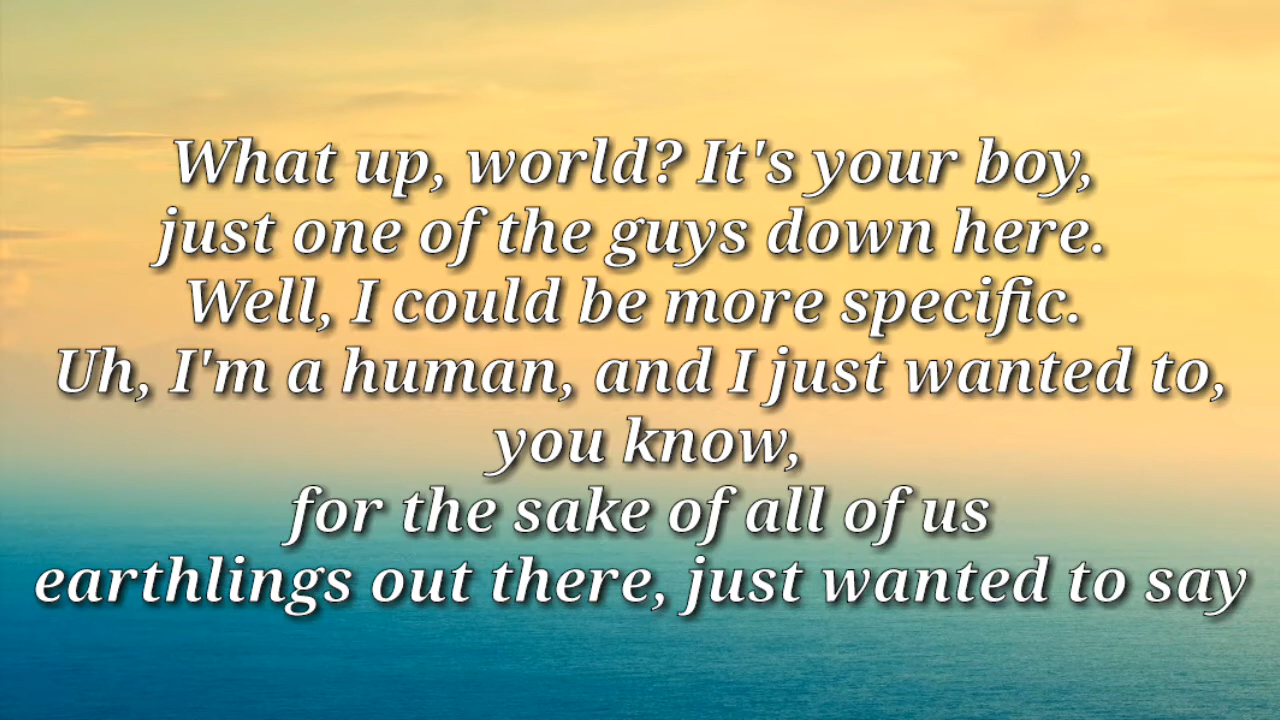 What up, world? It's your boy,
just one of the guys down here.
Well, I could be more specific.
Uh, I'm a human, and I just wanted to,
you know,
for the sake of all of us
earthlings out there, just wanted to say